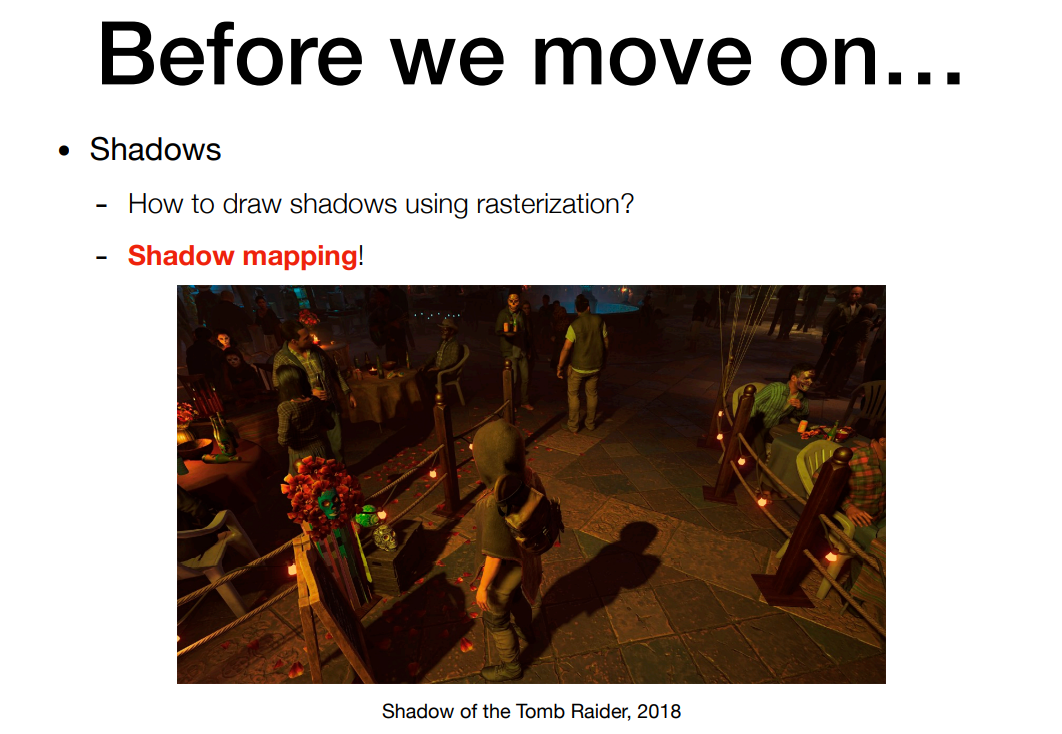 Before we move on…
• Shadows
- How to draw shadows using rasterization?
- Shadow mapping!
Shadow of the Tomb Raider, 2018